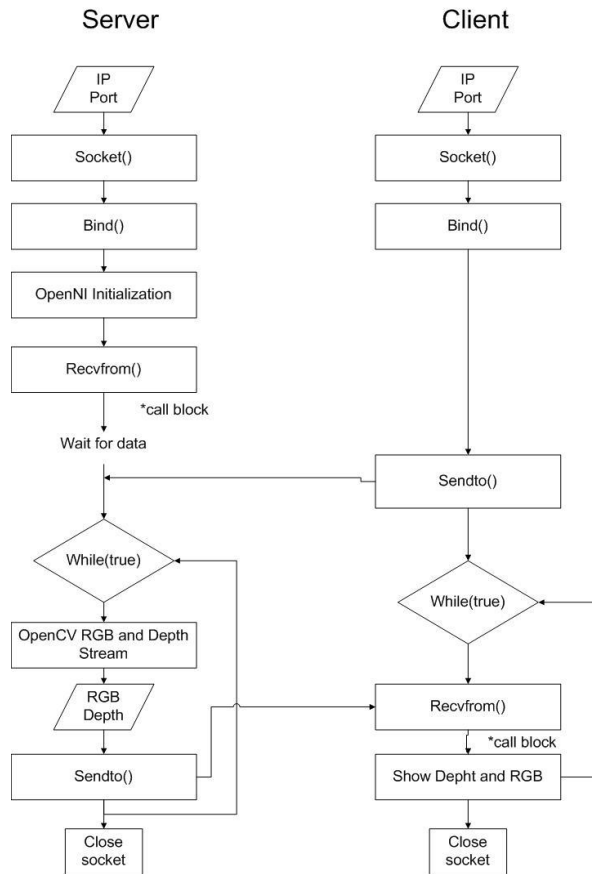 Server
IP
Port
Socket()
Bind()
OpenNI Initialization
Recvfrom()
*call block
Wait for data
While(true)
OpenCV RGB and Depth
Stream
RGB
Depth
Sendto()
Close
socket
Client
IP
Port
Socket()
Bind()
Sendto()
While(true)
Recvfrom()
*call block
Show Depht and RGB
Close
socket